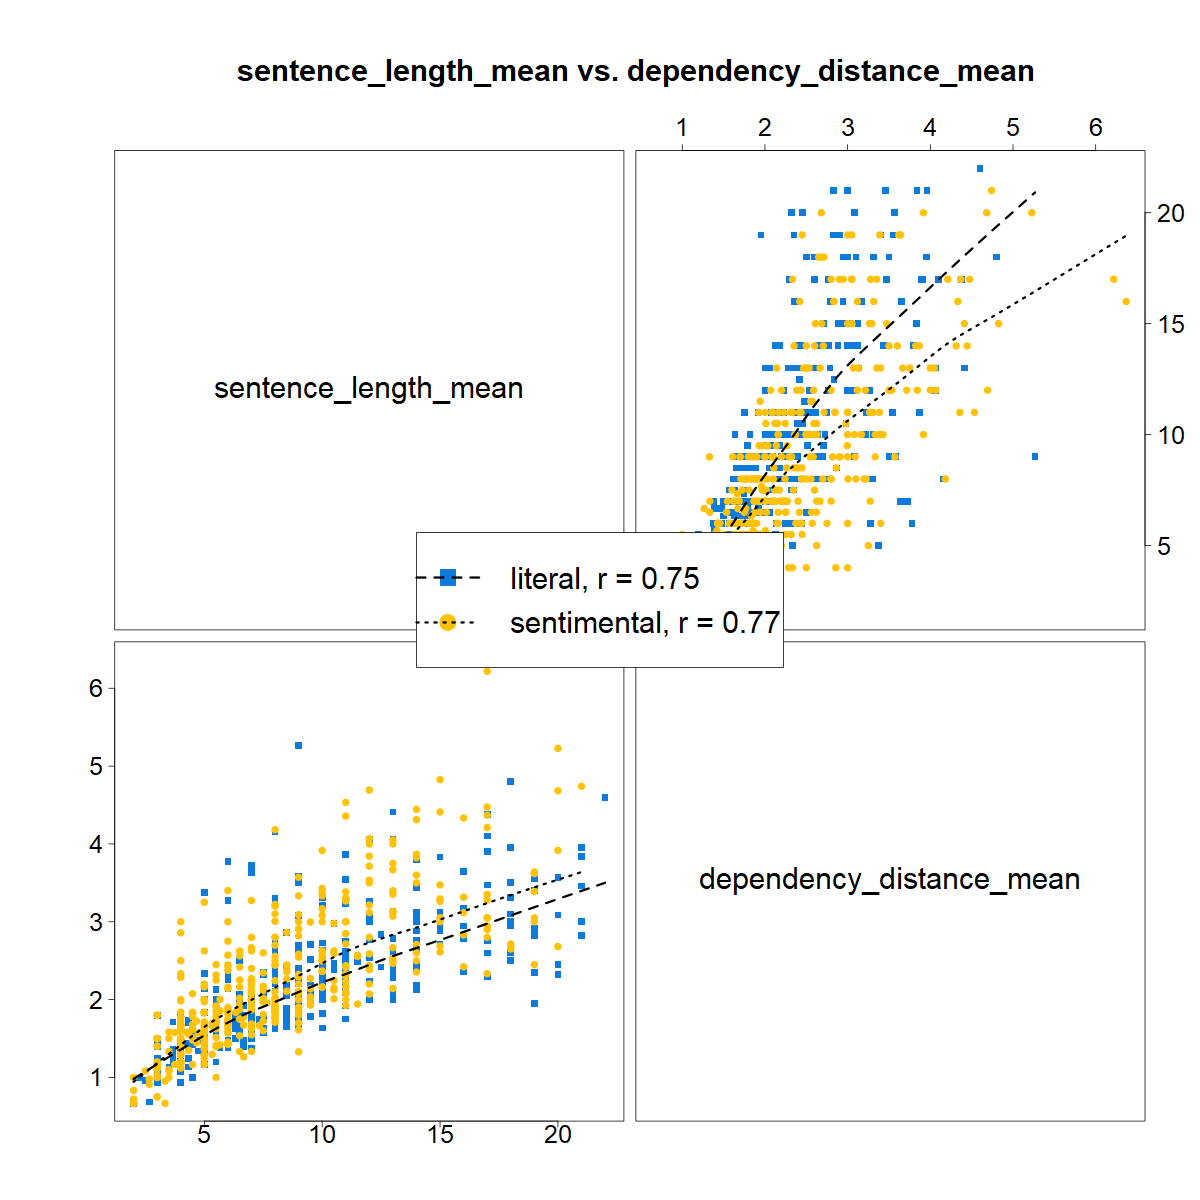 sentence_length_mean vs. dependency_distance_mean
1 2 3 4 5 6
sentence_length_mean
20
15
10
5
literal, r = 0.75
sentimental, r = 0.77
6
5
4
3
2
1
dependency_distance_mean
5 10 15 20